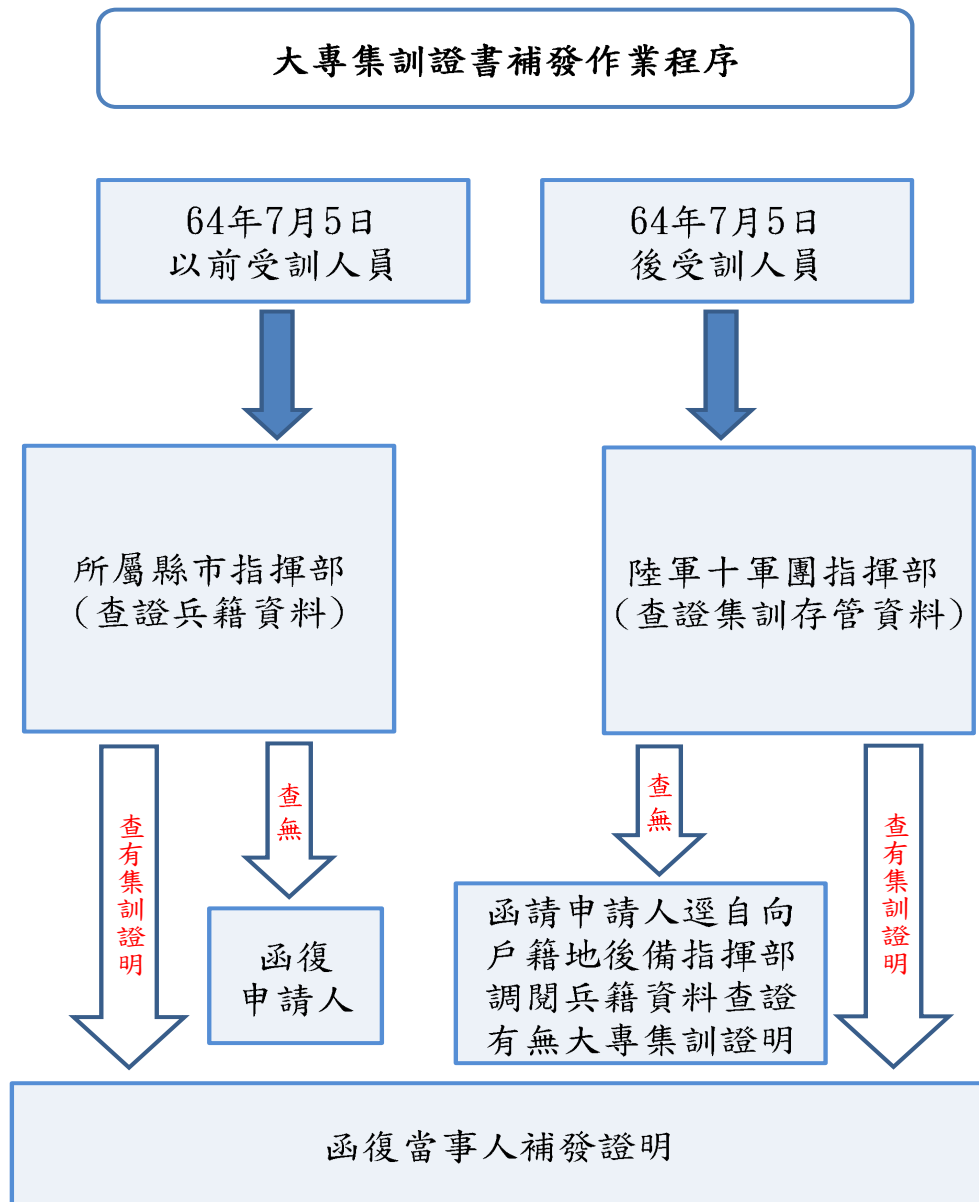 大專集訓證書補發作業程序
64年7月5日
以前受訓人員
64年7月5日
後受訓人員
所屬縣市指揮部
（查證兵籍資料）
陸軍十軍團指揮部
（查證集訓存管資料）
查有集訓證明
查無
查無
查有集訓證明
函復
申請人
函請申請人逕自向
戶籍地後備指揮部
調閱兵籍資料查證
有無大專集訓證明
函復當事人補發證明